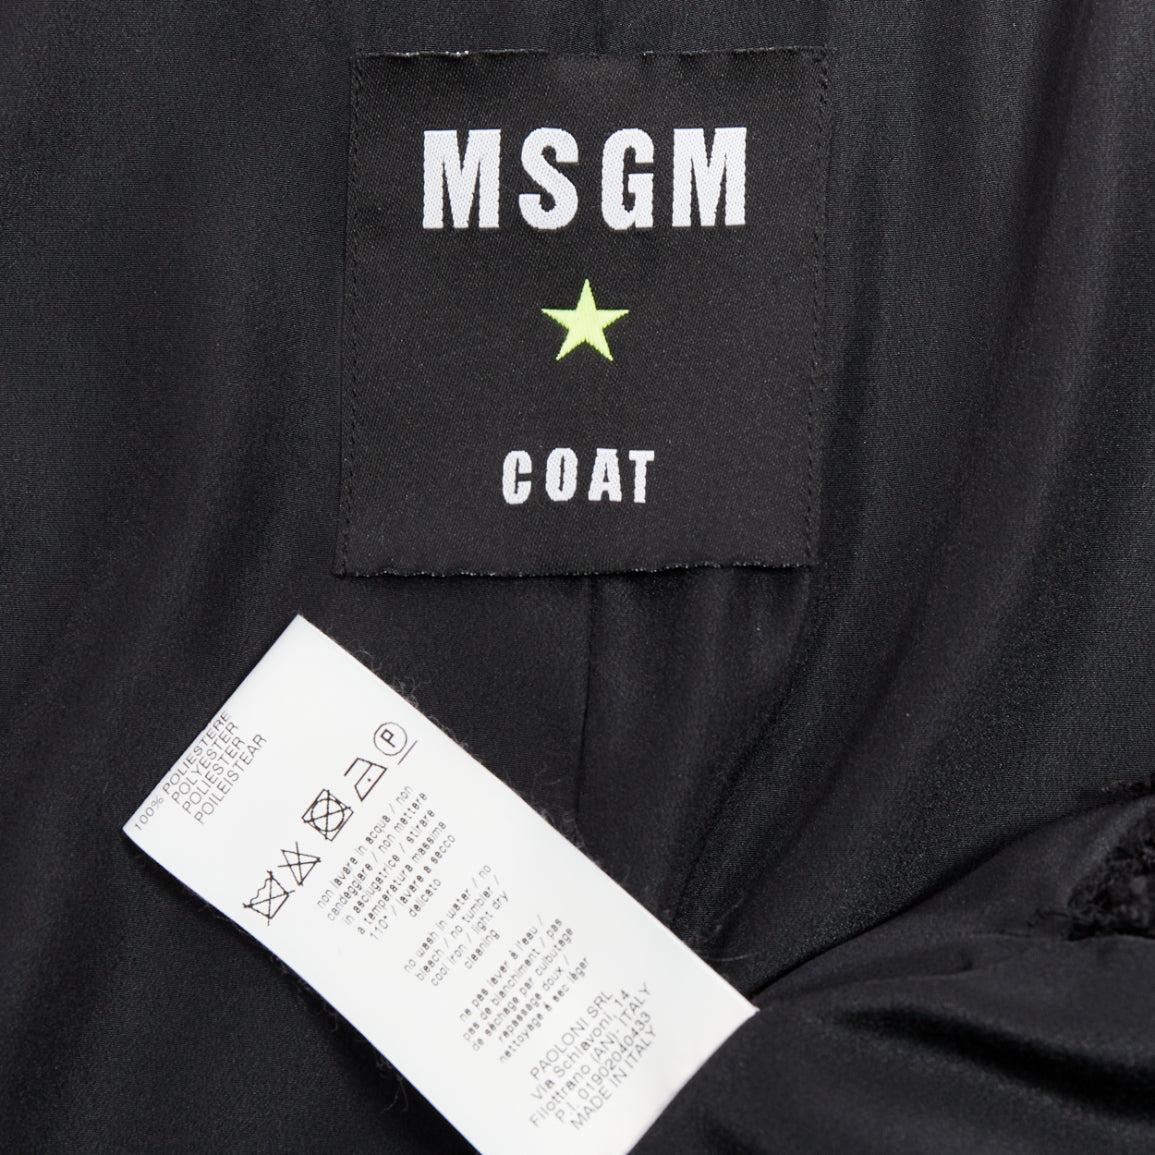 MSGM
COAT
100% POLIESTERE
POLYESTER
POLIESTER
POILEISTEAR
P
non lavare in acqua / non
candeggiare / non mettere
in asciugatrice / stirare
a temperatura massima
110° / lavare a secco
delicato
no wash in water / no
bleach / no tumbler /
cool iron / light dry
cleaning
ne pas laver à l'eau /
pas de blanchiment / pas
de séchage par culbutage
repassage doux /
nettoyage à sec léger
PAOLONI SRL
Via Schiavoni, 14
Filottrano (AN)- ITALY
P.I. 01902040433
MADE IN ITALY